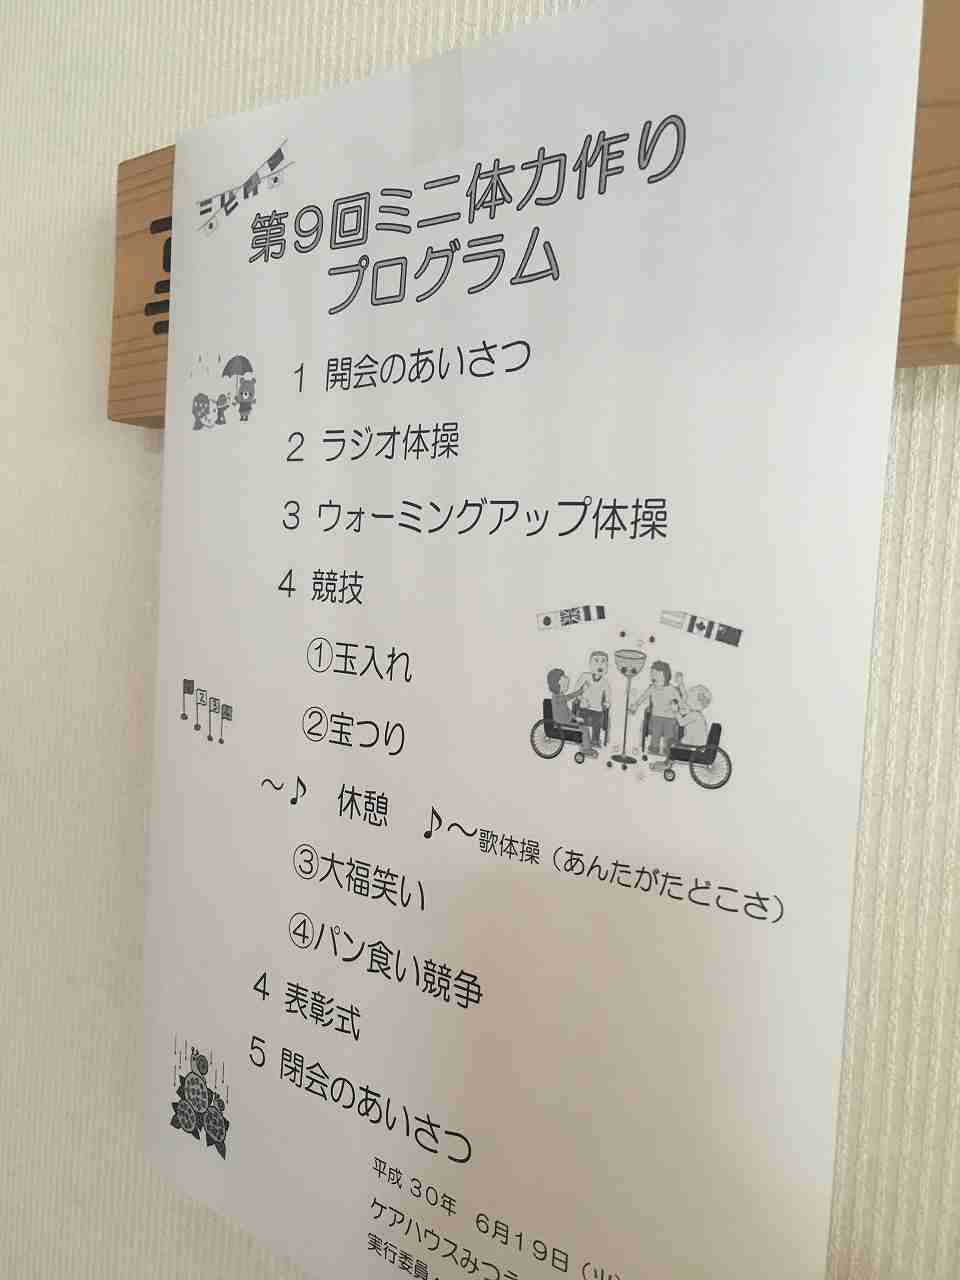 第9回ミニ体力作り
プログラム
1 開会のあいさつ
2 ラジオ体操
3 ウォーミングアップ体操
4 競技
①玉入れ
②宝つり
～♪ 休憩 ♪～歌体操（あんたがたどこさ）
③大福笑い
④パン食い競争
4 表彰式
5 閉会のあいさつ
平成 30年 6月19日（火）
ケアハウスみつ
実行委員